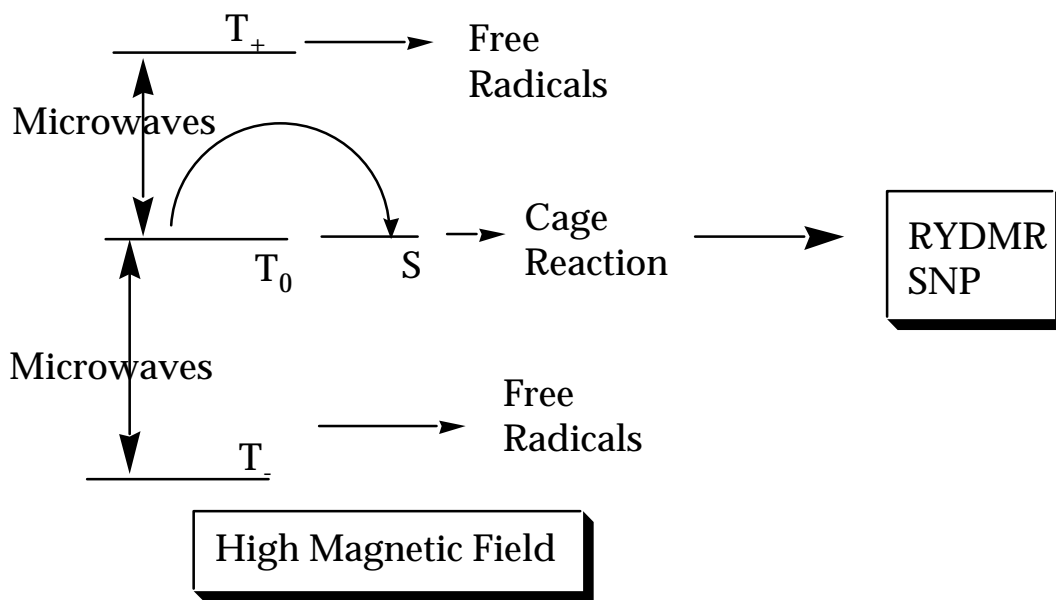 T₊
Free
Radicals
Microwaves
Cage
Reaction
T₀
S
RYDMR
SNP
Microwaves
Free
Radicals
T₋
High Magnetic Field